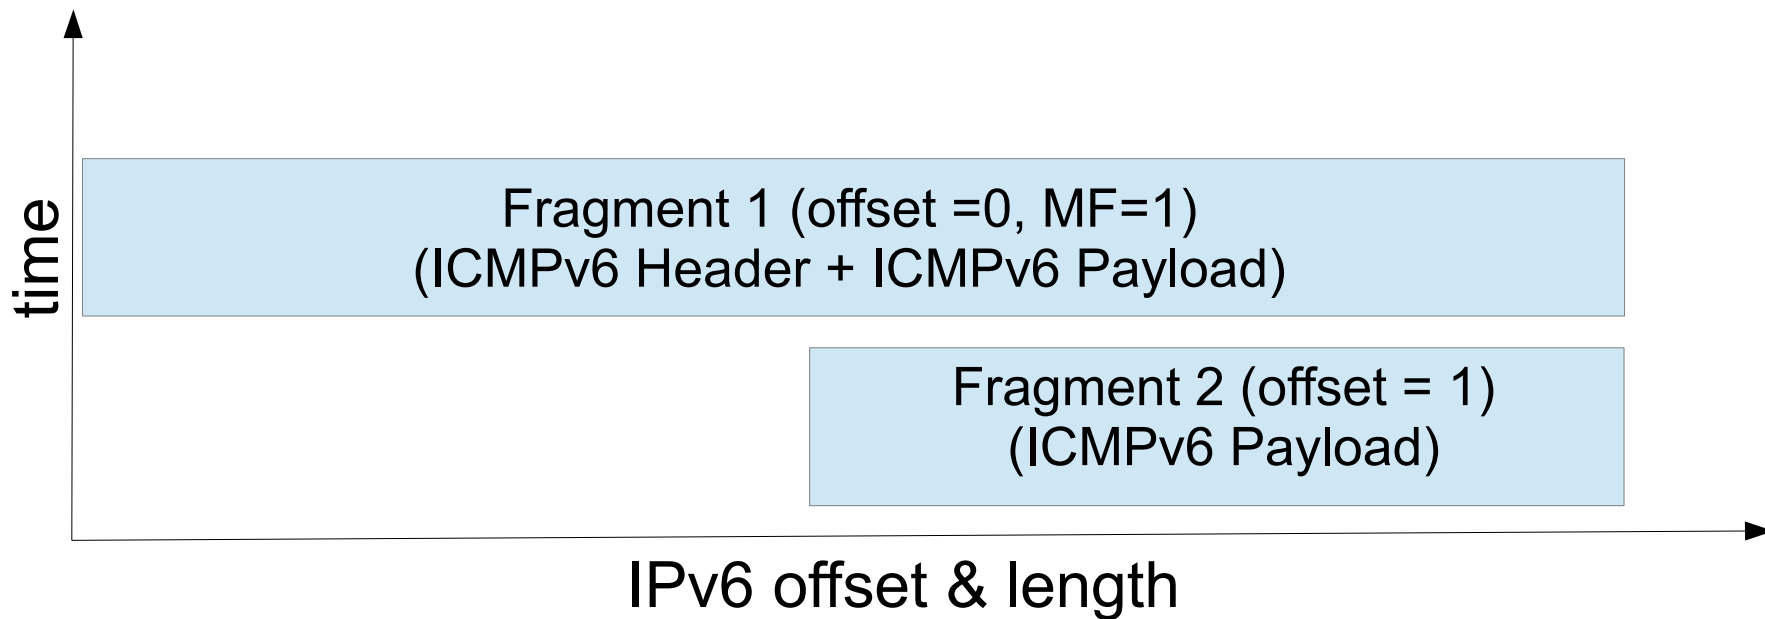 time
Fragment 1 (offset =0, MF=1)
(ICMPv6 Header + ICMPv6 Payload)
Fragment 2 (offset = 1)
(ICMPv6 Payload)
IPv6 offset & length